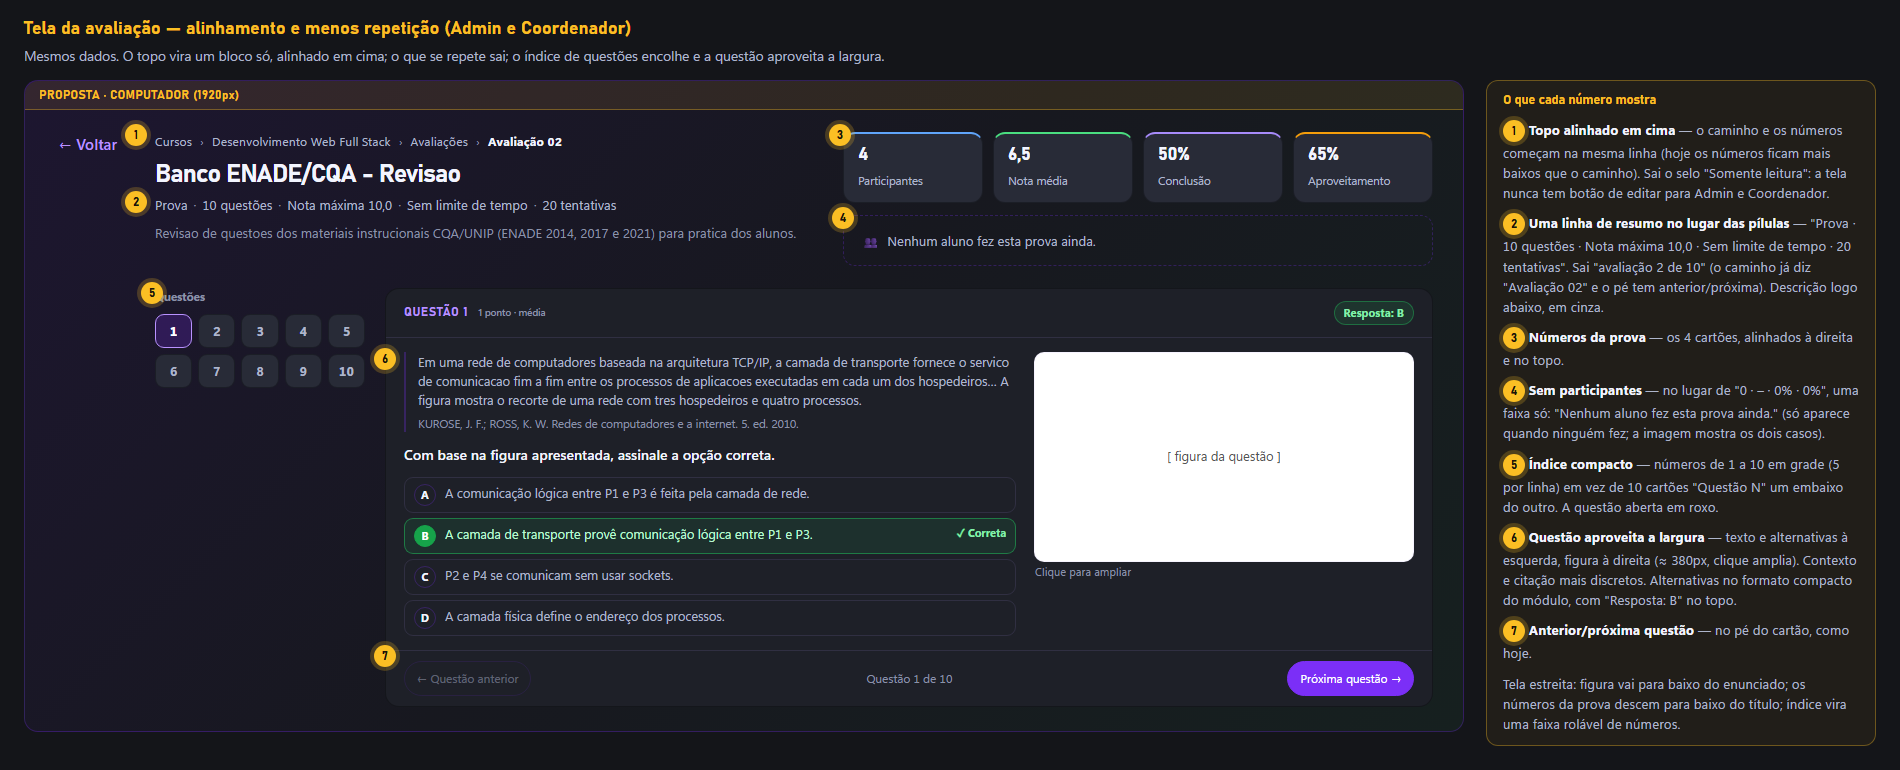 Tela da avaliação — alinhamento e menos repetição (Admin e Coordenador)
Mesmos dados. O topo vira um bloco só, alinhado em cima; o que se repete sai; o índice de questões encolhe e a questão aproveita a largura.
PROPOSTA · COMPUTADOR (1920px)
← Voltar
1
Cursos › Desenvolvimento Web Full Stack › Avaliações › Avaliação 02
Banco ENADE/CQA - Revisao
2
Prova · 10 questões · Nota máxima 10,0 · Sem limite de tempo · 20 tentativas
Revisao de questoes dos materiais instrucionais CQA/UNIP (ENADE 2014, 2017 e 2021) para pratica dos alunos.
3
4
Participantes
6,5
Nota média
50%
Conclusão
65%
Aproveitamento
4
Nenhum aluno fez esta prova ainda.
5
uestões
1 2 3 4 5
6 7 8 9 10
QUESTÃO 1 1 ponto · média
Resposta: B
6
Em uma rede de computadores baseada na arquitetura TCP/IP, a camada de transporte fornece o servico
de comunicacao fim a fim entre os processos de aplicacoes executadas em cada um dos hospedeiros... A
figura mostra o recorte de uma rede com tres hospedeiros e quatro processos.
KUROSE, J. F.; ROSS, K. W. Redes de computadores e a internet. 5. ed. 2010.
Com base na figura apresentada, assinale a opção correta.
A A comunicação lógica entre P1 e P3 é feita pela camada de rede.
B A camada de transporte provê comunicação lógica entre P1 e P3. ✓ Correta
C P2 e P4 se comunicam sem usar sockets.
D A camada física define o endereço dos processos.
[ figura da questão ]
Clique para ampliar
7
← Questão anterior
Questão 1 de 10
Próxima questão →
O que cada número mostra
1 Topo alinhado em cima — o caminho e os números
começam na mesma linha (hoje os números ficam mais
baixos que o caminho). Sai o selo "Somente leitura": a tela
nunca tem botão de editar para Admin e Coordenador.
2 Uma linha de resumo no lugar das pílulas — "Prova ·
10 questões · Nota máxima 10,0 · Sem limite de tempo · 20
tentativas". Sai "avaliação 2 de 10" (o caminho já diz
"Avaliação 02" e o pé tem anterior/próxima). Descrição logo
abaixo, em cinza.
3 Números da prova — os 4 cartões, alinhados à direita
e no topo.
4 Sem participantes — no lugar de "0 · – · 0% · 0%", uma
faixa só: "Nenhum aluno fez esta prova ainda." (só aparece
quando ninguém fez; a imagem mostra os dois casos).
5 Índice compacto — números de 1 a 10 em grade (5
por linha) em vez de 10 cartões "Questão N" um embaixo
do outro. A questão aberta em roxo.
6 Questão aproveita a largura — texto e alternativas à
esquerda, figura à direita (≈ 380px, clique amplia). Contexto
e citação mais discretos. Alternativas no formato compacto
do módulo, com "Resposta: B" no topo.
7 Anterior/próxima questão — no pé do cartão, como
hoje.
Tela estreita: figura vai para baixo do enunciado; os
números da prova descem para baixo do título; índice vira
uma faixa rolável de números.